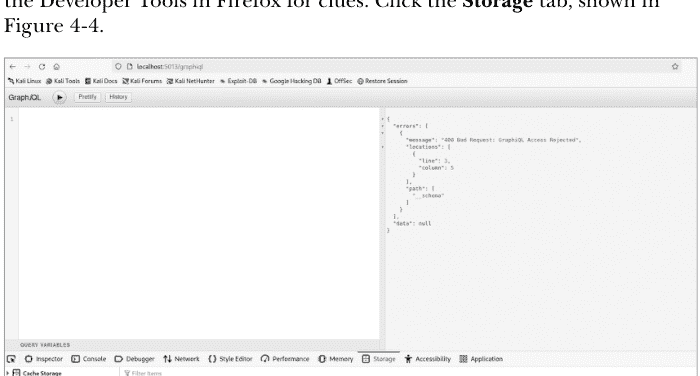 the Developer Tools in Firefox for clues. Click the Storage tab, shown in
Figure 4-4.
localhost:5013/graphiql
Kali Linux Kali Tools Kali Docs Kali Forums Kali NetHunter Exploit-DB Google Hacking DB OffSec Restore Session
GraphiQL Prettify History
1
{
"errors": [
{
"message": "400 Bad Request: GraphiQL Access Rejected",
"locations": [
{
"line": 2,
"column": 5
}
],
"path": [
"__schema"
]
}
],
"data": null
}
QUERY VARIABLES
Inspector Console Debugger Network Style Editor Performance Memory Storage Accessibility Application
Cache Storage Filter Items